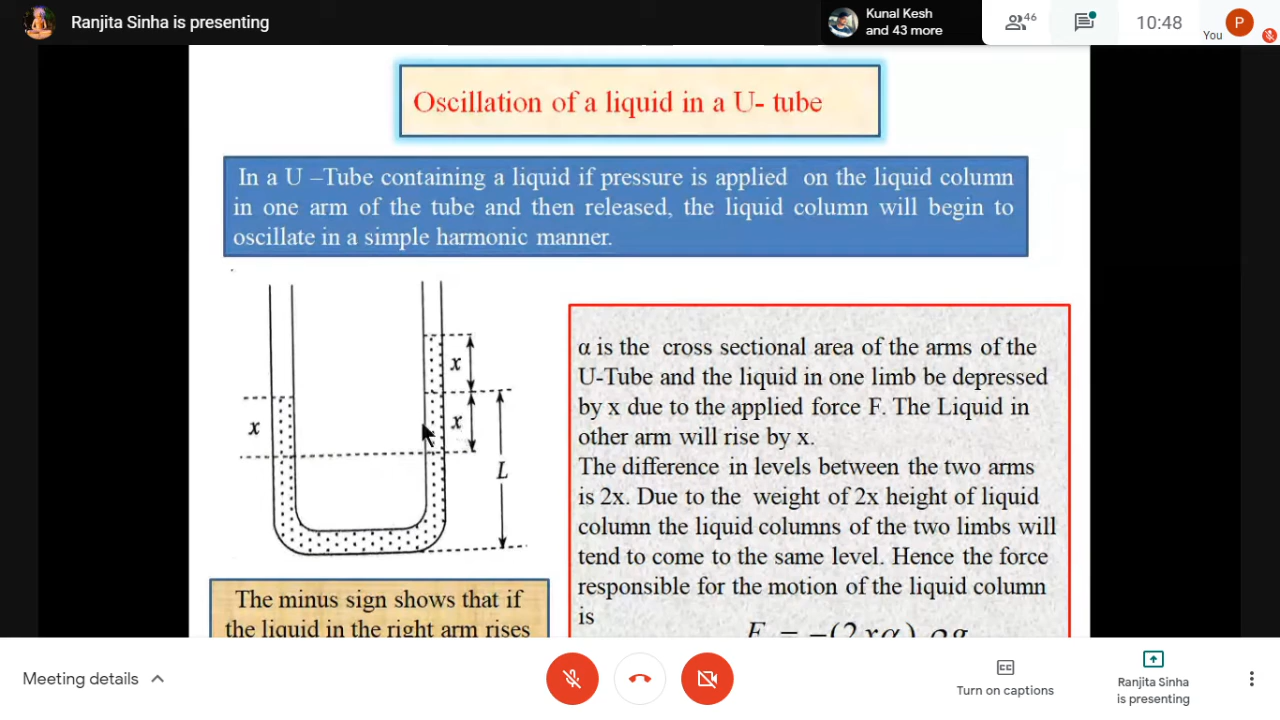 Ranjita Sinha is presenting
Kunal Kesh
and 43 more
46
10:48
You
P
Oscillation of a liquid in a U- tube
In a U –Tube containing a liquid if pressure is applied on the liquid column
in one arm of the tube and then released, the liquid column will begin to
oscillate in a simple harmonic manner.
x
x
x
L
α is the cross sectional area of the arms of the
U-Tube and the liquid in one limb be depressed
by x due to the applied force F. The Liquid in
other arm will rise by x.
The difference in levels between the two arms
is 2x. Due to the weight of 2x height of liquid
column the liquid columns of the two limbs will
tend to come to the same level. Hence the force
responsible for the motion of the liquid column
is
F = −(2xα) ρg
The minus sign shows that if
the liquid in the right arm rises
Meeting details
CC
Turn on captions
Ranjita Sinha
is presenting